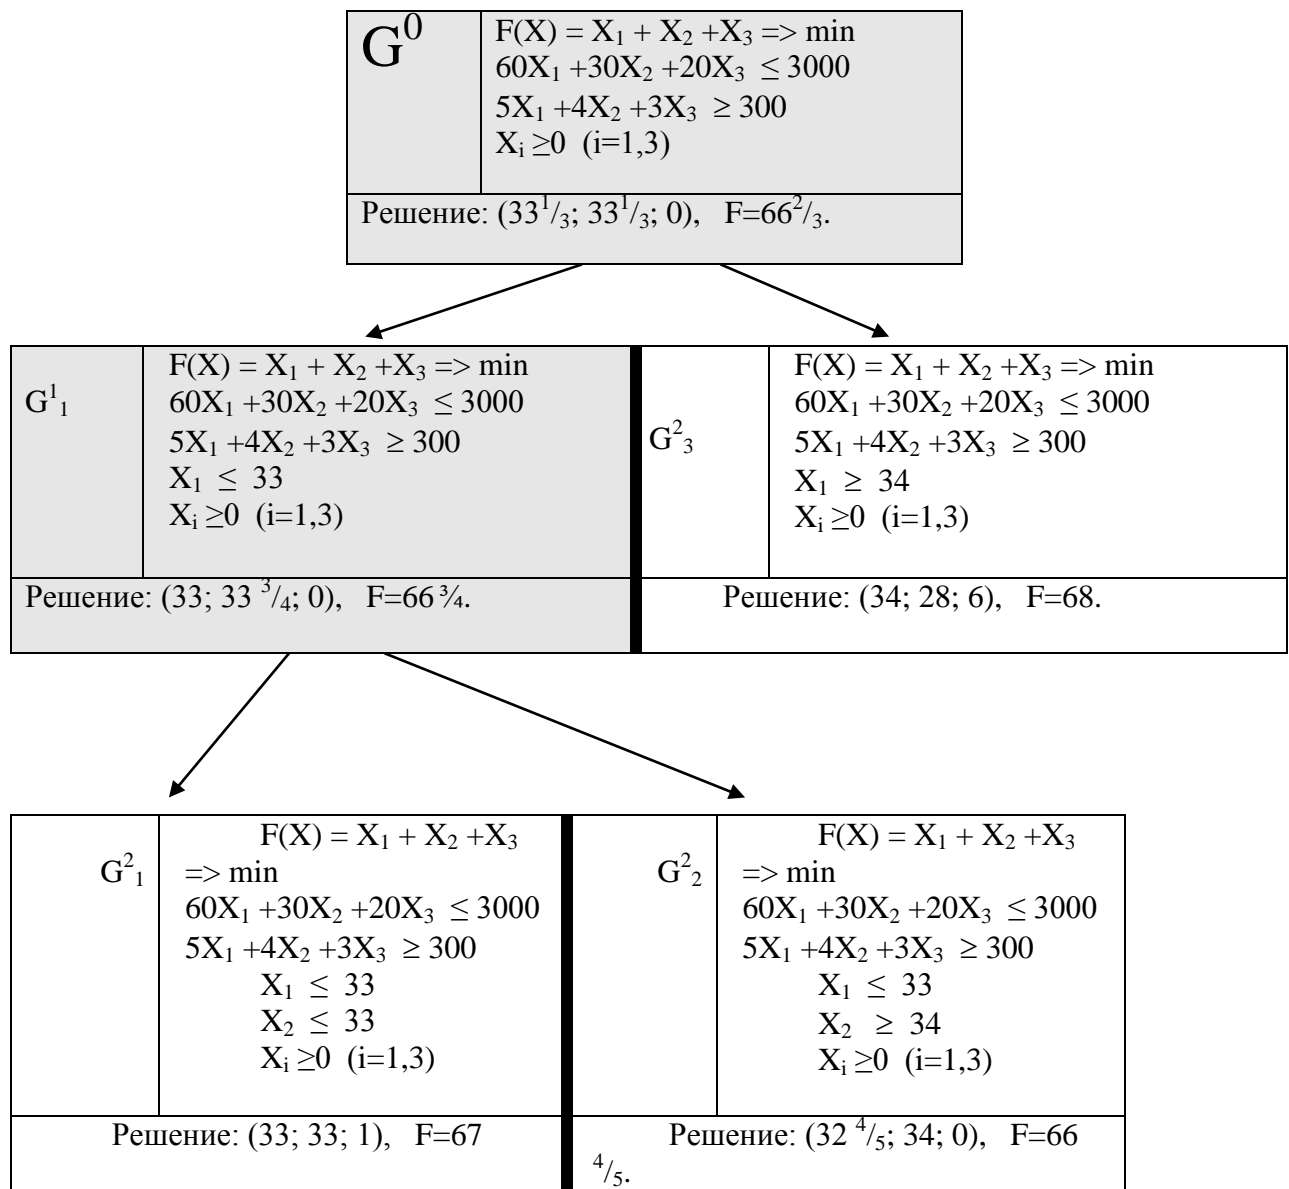 G⁰
F(X) = X₁ + X₂ +X₃ => min
60X₁ +30X₂ +20X₃ ≤ 3000
5X₁ +4X₂ +3X₃ ≥ 300
Xᵢ ≥0 (i=1,3)
Решение: (33¹/₃; 33¹/₃; 0), F=66²/₃.
G¹₁
F(X) = X₁ + X₂ +X₃ => min
60X₁ +30X₂ +20X₃ ≤ 3000
5X₁ +4X₂ +3X₃ ≥ 300
X₁ ≤ 33
Xᵢ ≥0 (i=1,3)
Решение: (33; 33 ³/₄; 0), F=66 ¾.
G²₃
F(X) = X₁ + X₂ +X₃ => min
60X₁ +30X₂ +20X₃ ≤ 3000
5X₁ +4X₂ +3X₃ ≥ 300
X₁ ≥ 34
Xᵢ ≥0 (i=1,3)
Решение: (34; 28; 6), F=68.
G²₁
F(X) = X₁ + X₂ +X₃
=> min
60X₁ +30X₂ +20X₃ ≤ 3000
5X₁ +4X₂ +3X₃ ≥ 300
X₁ ≤ 33
X₂ ≤ 33
Xᵢ ≥0 (i=1,3)
Решение: (33; 33; 1), F=67
G²₂
F(X) = X₁ + X₂ +X₃
=> min
60X₁ +30X₂ +20X₃ ≤ 3000
5X₁ +4X₂ +3X₃ ≥ 300
X₁ ≤ 33
X₂ ≥ 34
Xᵢ ≥0 (i=1,3)
Решение: (32 ⁴/₅; 34; 0), F=66
⁴/₅.